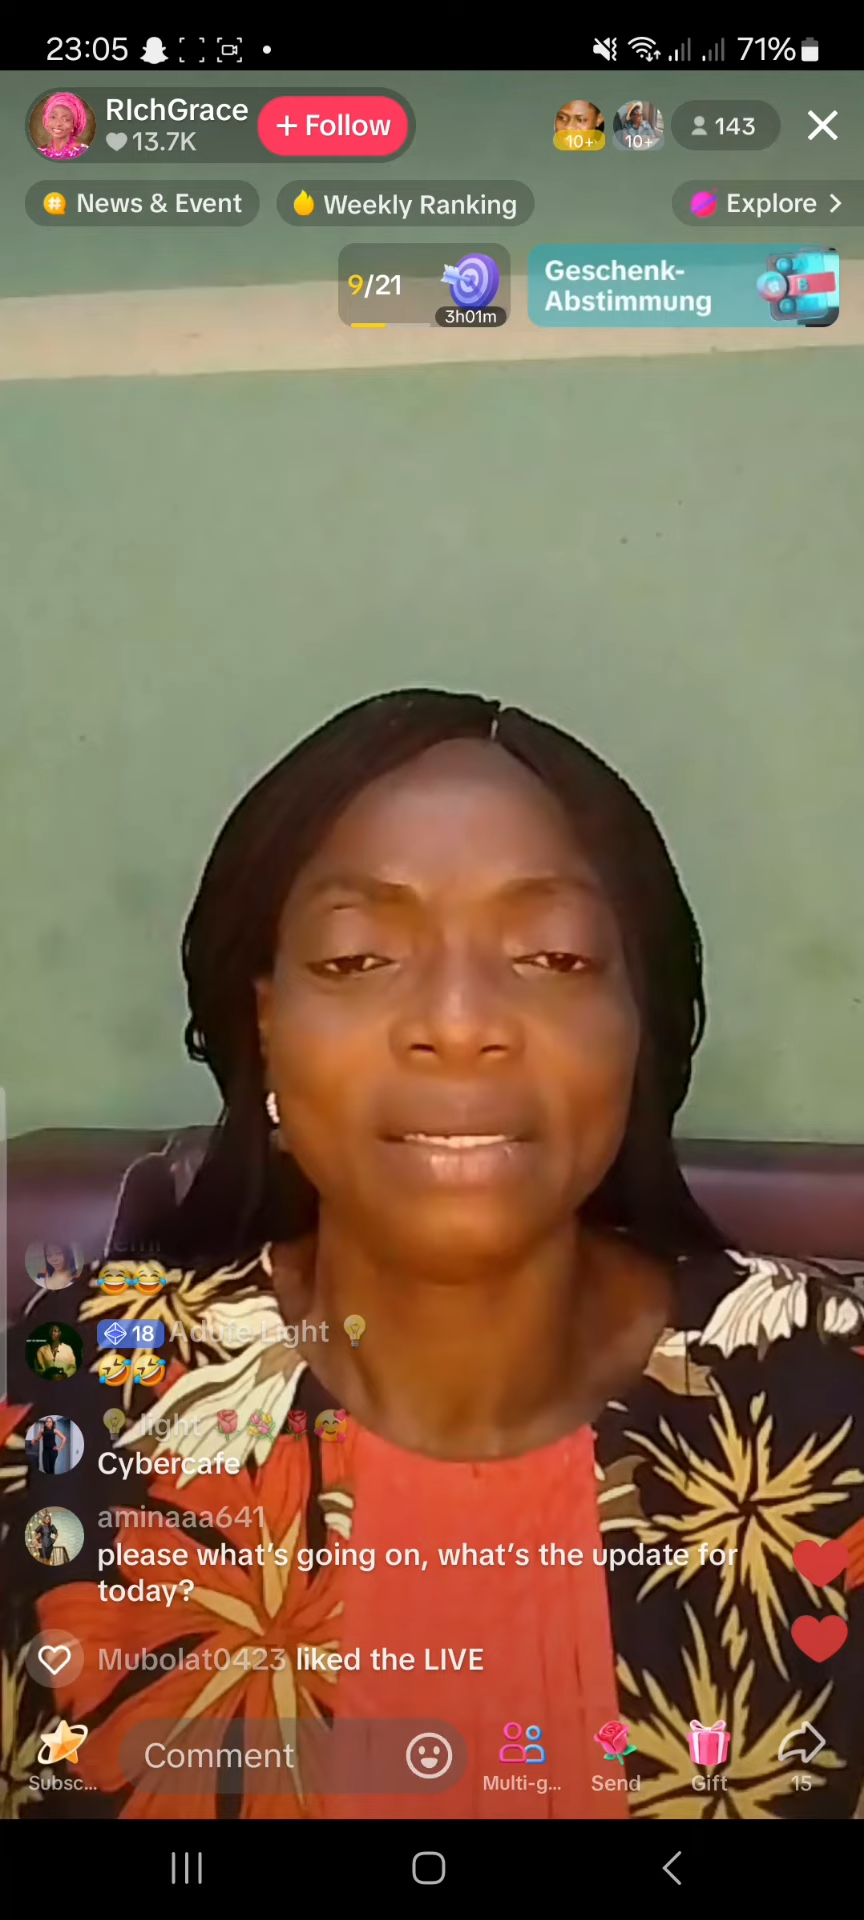 23:05
71%
RIchGrace
+ Follow
13.7K
10+
10+
143
News & Event
Weekly Ranking
Explore >
9/21
3h01m
Geschenk-
Abstimmung
😂😂
18 Adute Light 💡
🤣🤣
💡 light 🌹💐🌹🥰
Cybercafe
aminaaa641
please what's going on, what's the update for
today?
Mubolat0423 liked the LIVE
Comment
Subsc...
Multi-g...
Send
Gift
15